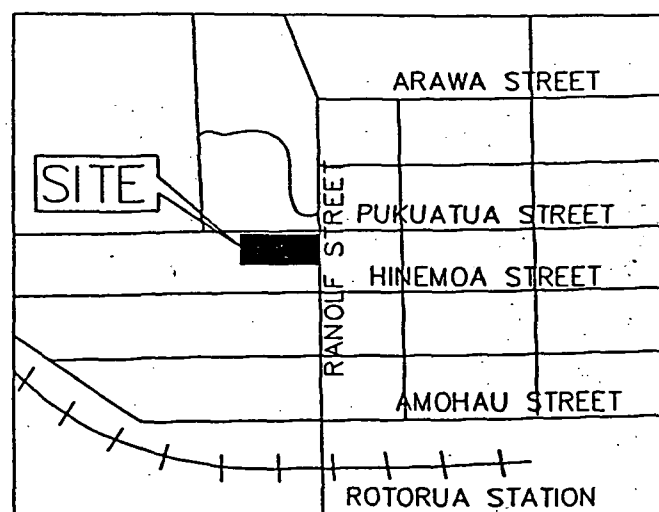 ARAWA STREET
SITE
RANOLF STREET
PUKUATUA STREET
HINEMOA STREET
AMOHAU STREET
ROTORUA STATION